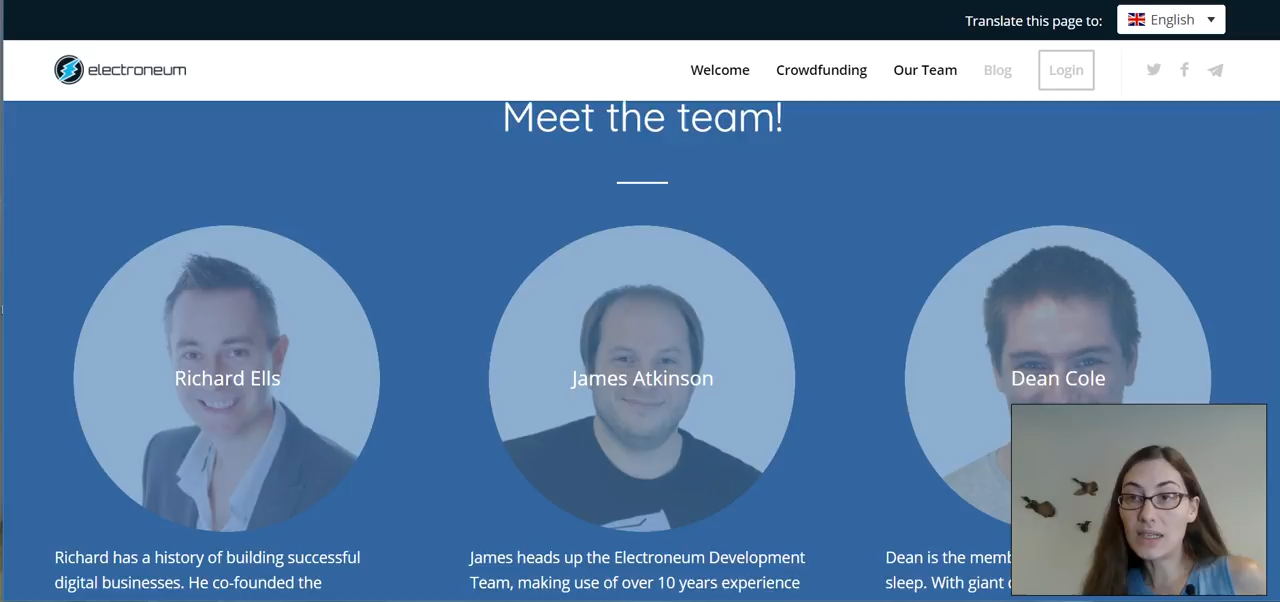 Translate this page to: English
electroneum Welcome Crowdfunding Our Team Blog Login
Meet the team!
Richard Ells
James Atkinson
Dean Cole
Richard has a history of building successful
digital businesses. He co-founded the
James heads up the Electroneum Development
Team, making use of over 10 years experience
Dean is the
sleep. With giant